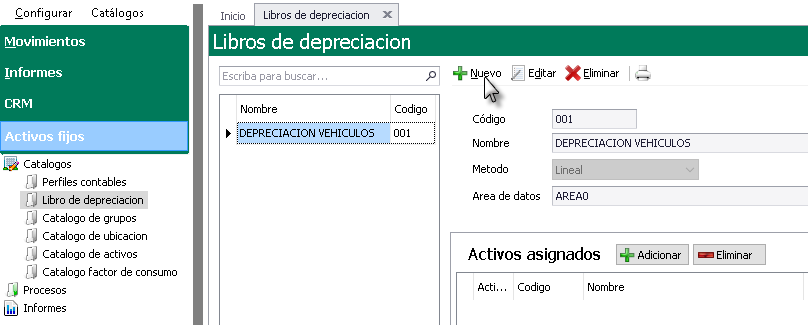 Configurar Catálogos
Movimientos
Informes
CRM
Activos fijos
Catalogos
Perfiles contables
Libro de depreciacion
Catalogo de grupos
Catalogo de ubicacion
Catalogo de activos
Catalogo factor de consumo
Procesos
Informes
Inicio Libros de depreciacion
Libros de depreciacion
Escriba para buscar...
Nombre Codigo
DEPRECIACION VEHICULOS 001
Nuevo Editar Eliminar
Código 001
Nombre DEPRECIACION VEHICULOS
Metodo Lineal
Area de datos AREA0
Activos asignados Adicionar Eliminar
Acti... Codigo Nombre